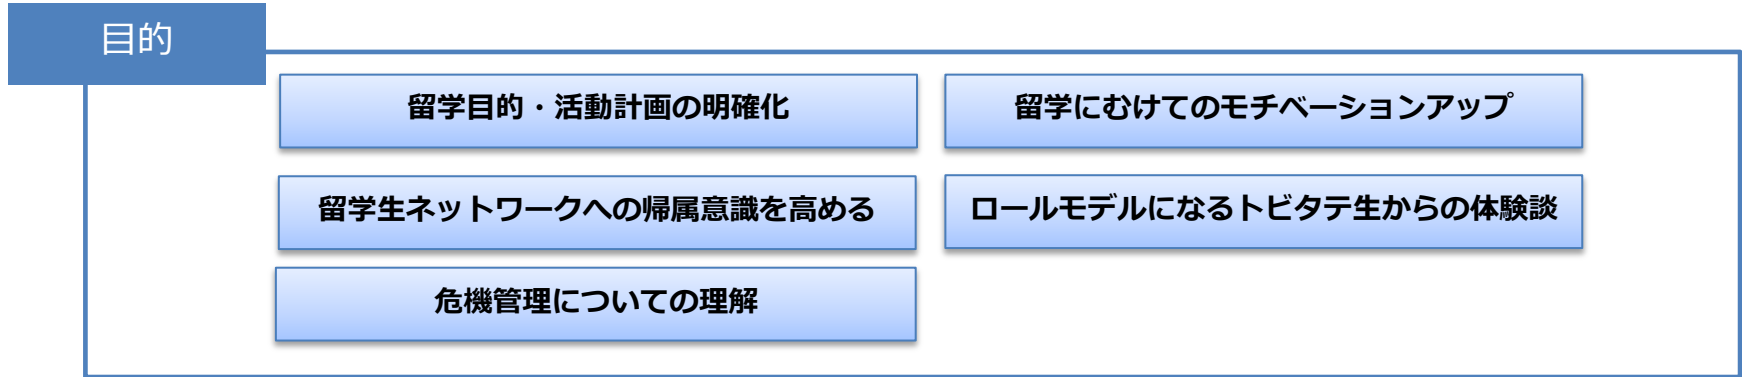 目的
留学目的・活動計画の明確化
留学にむけてのモチベーションアップ
留学生ネットワークへの帰属意識を高める
ロールモデルになるトビタテ生からの体験談
危機管理についての理解